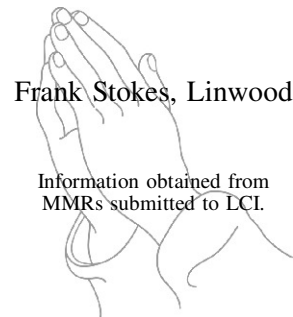 Frank Stokes, Linwood
Information obtained from
MMRs submitted to LCI.